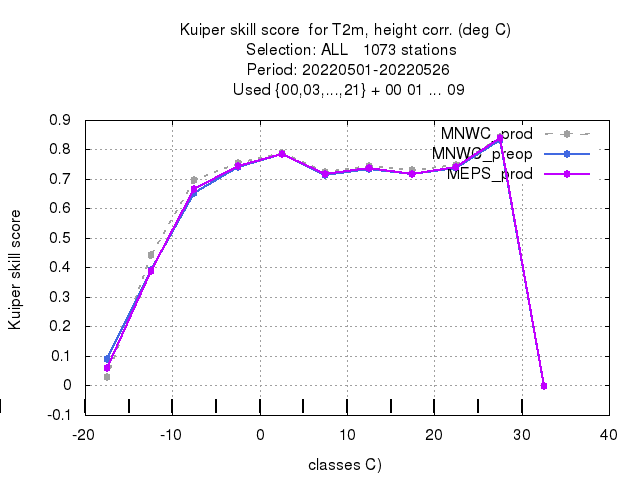 Kuiper skill score  for T2m, height corr. (deg C)
Selection: ALL   1073 stations
Period: 20220501-20220526
Used {00,03,...,21} + 00 01 ... 09
MNWC_prod
MNWC_preop
MEPS_prod
Kuiper skill score
0.9
0.8
0.7
0.6
0.5
0.4
0.3
0.2
0.1
0
-0.1
-20 -10 0 10 20 30 40
classes C)